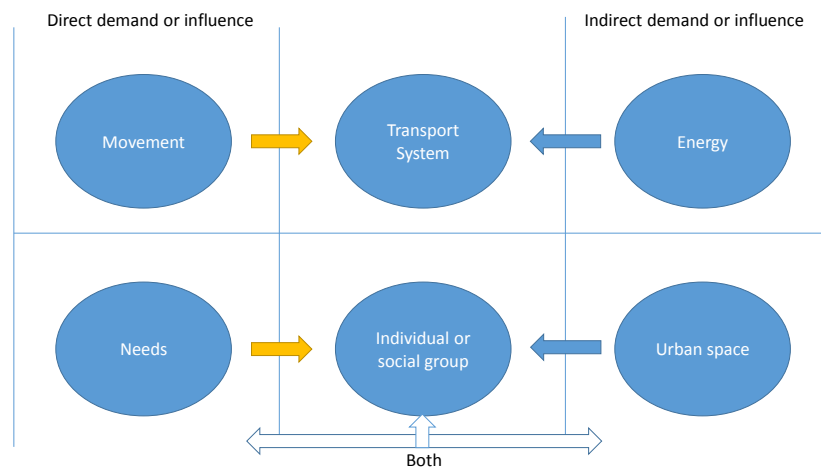 Direct demand or influence
Indirect demand or influence
Movement
Transport
System
Energy
Needs
Individual or
social group
Urban space
Both